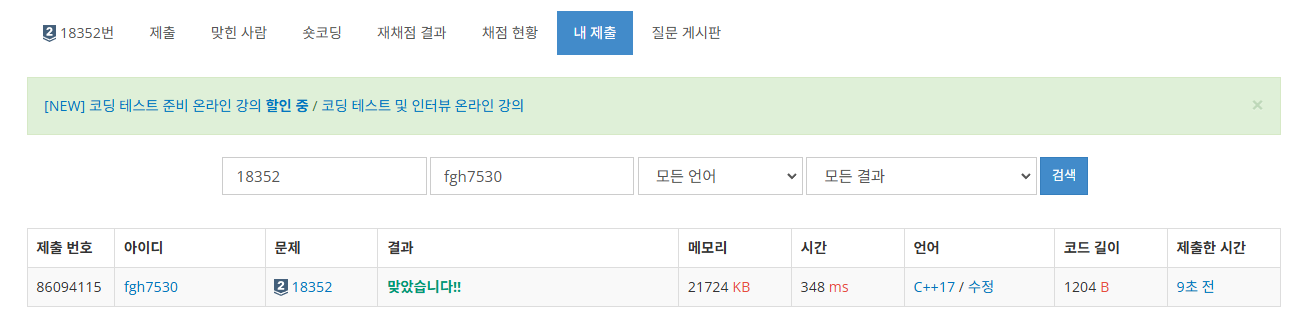 2 18352번 제출 맞힌 사람 숏코딩 재채점 결과 채점 현황 내 제출 질문 게시판
[NEW] 코딩 테스트 준비 온라인 강의 할인 중 / 코딩 테스트 및 인터뷰 온라인 강의 ×
18352 fgh7530 모든 언어 모든 결과 검색
제출 번호 아이디 문제 결과 메모리 시간 언어 코드 길이 제출한 시간
86094115 fgh7530 2 18352 맞았습니다!! 21724 KB 348 ms C++17 / 수정 1204 B 9초 전